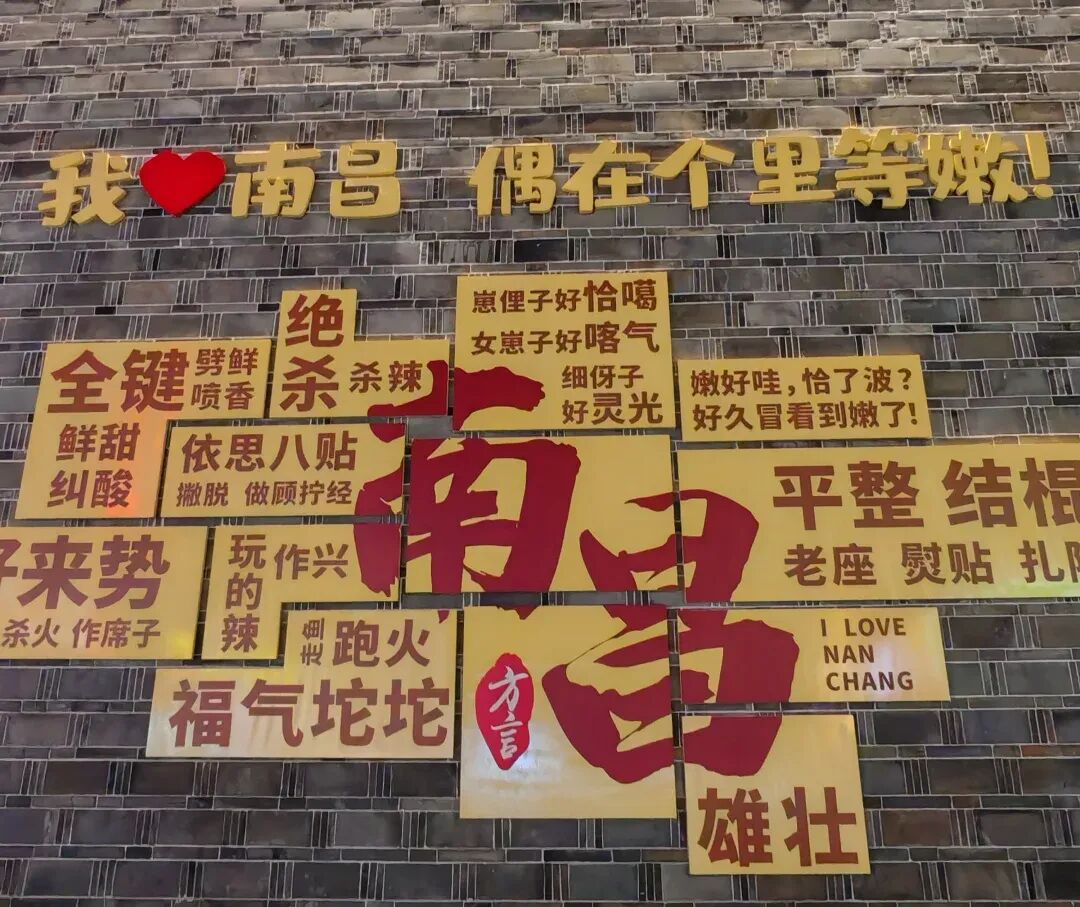 我 南昌 偶在个里等嫩!
绝
杀 杀辣
崽俚子好恰噶
女崽子好喀气
细伢子
好灵光
全键 劈鲜
喷香
鲜甜
纠酸
嫩好哇,恰了波?
好久冒看到嫩了!
依思八贴
撇脱 做顾拧经
南昌
平整 结棍
老座 熨贴
好来势
杀火 作席子
玩的辣
作兴
走鱼 跑火
福气坨坨
方言
I LOVE
NAN
CHANG
雄壮